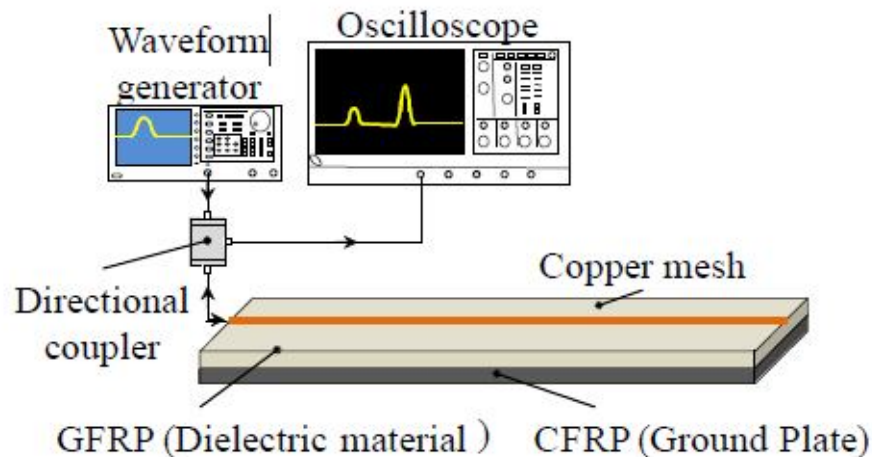 Waveform
generator
Oscilloscope
Directional
coupler
Copper mesh
GFRP (Dielectric material )
CFRP (Ground Plate)